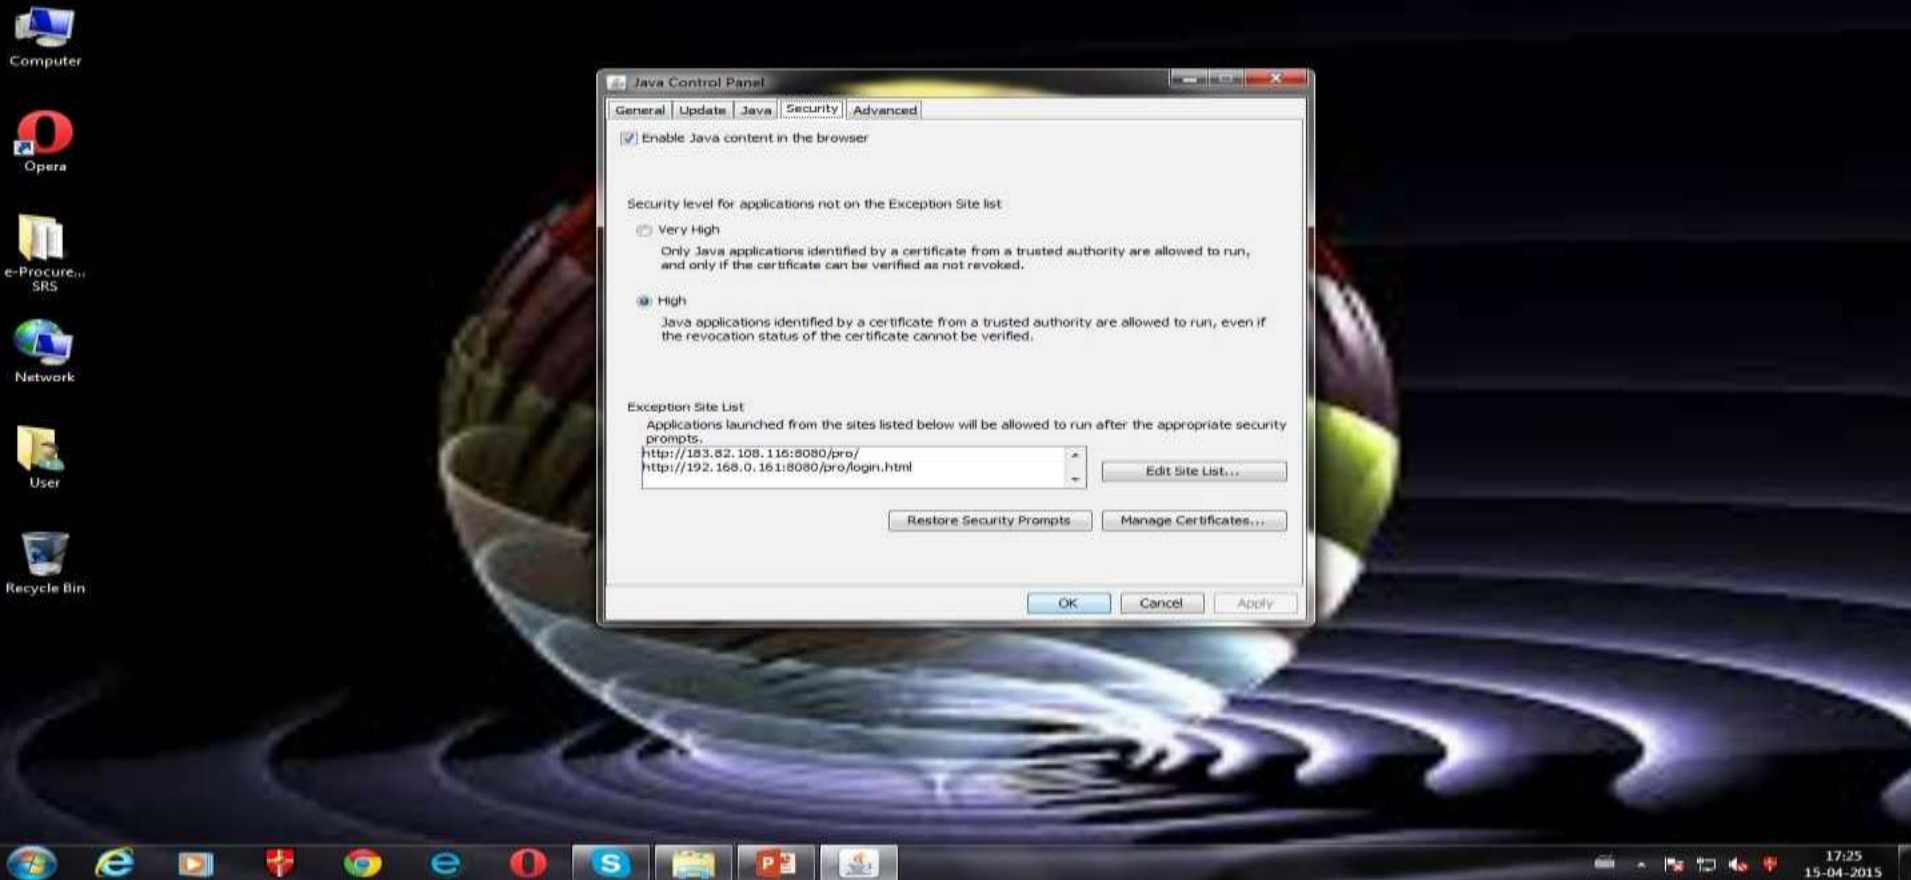 Computer
Opera
e-Procure...
SRS
Network
User
Recycle Bin
Java Control Panel
General Update Java Security Advanced
Enable Java content in the browser
Security level for applications not on the Exception Site list
Very High
Only Java applications identified by a certificate from a trusted authority are allowed to run,
and only if the certificate can be verified as not revoked.
High
Java applications identified by a certificate from a trusted authority are allowed to run, even if
the revocation status of the certificate cannot be verified.
Exception Site List
Applications launched from the sites listed below will be allowed to run after the appropriate security
prompts.
http://183.82.108.116:8080/pro/
http://192.168.0.161:8080/pro/login.html
Edit Site List...
Restore Security Prompts Manage Certificates...
OK Cancel Apply
17:25
15-04-2015